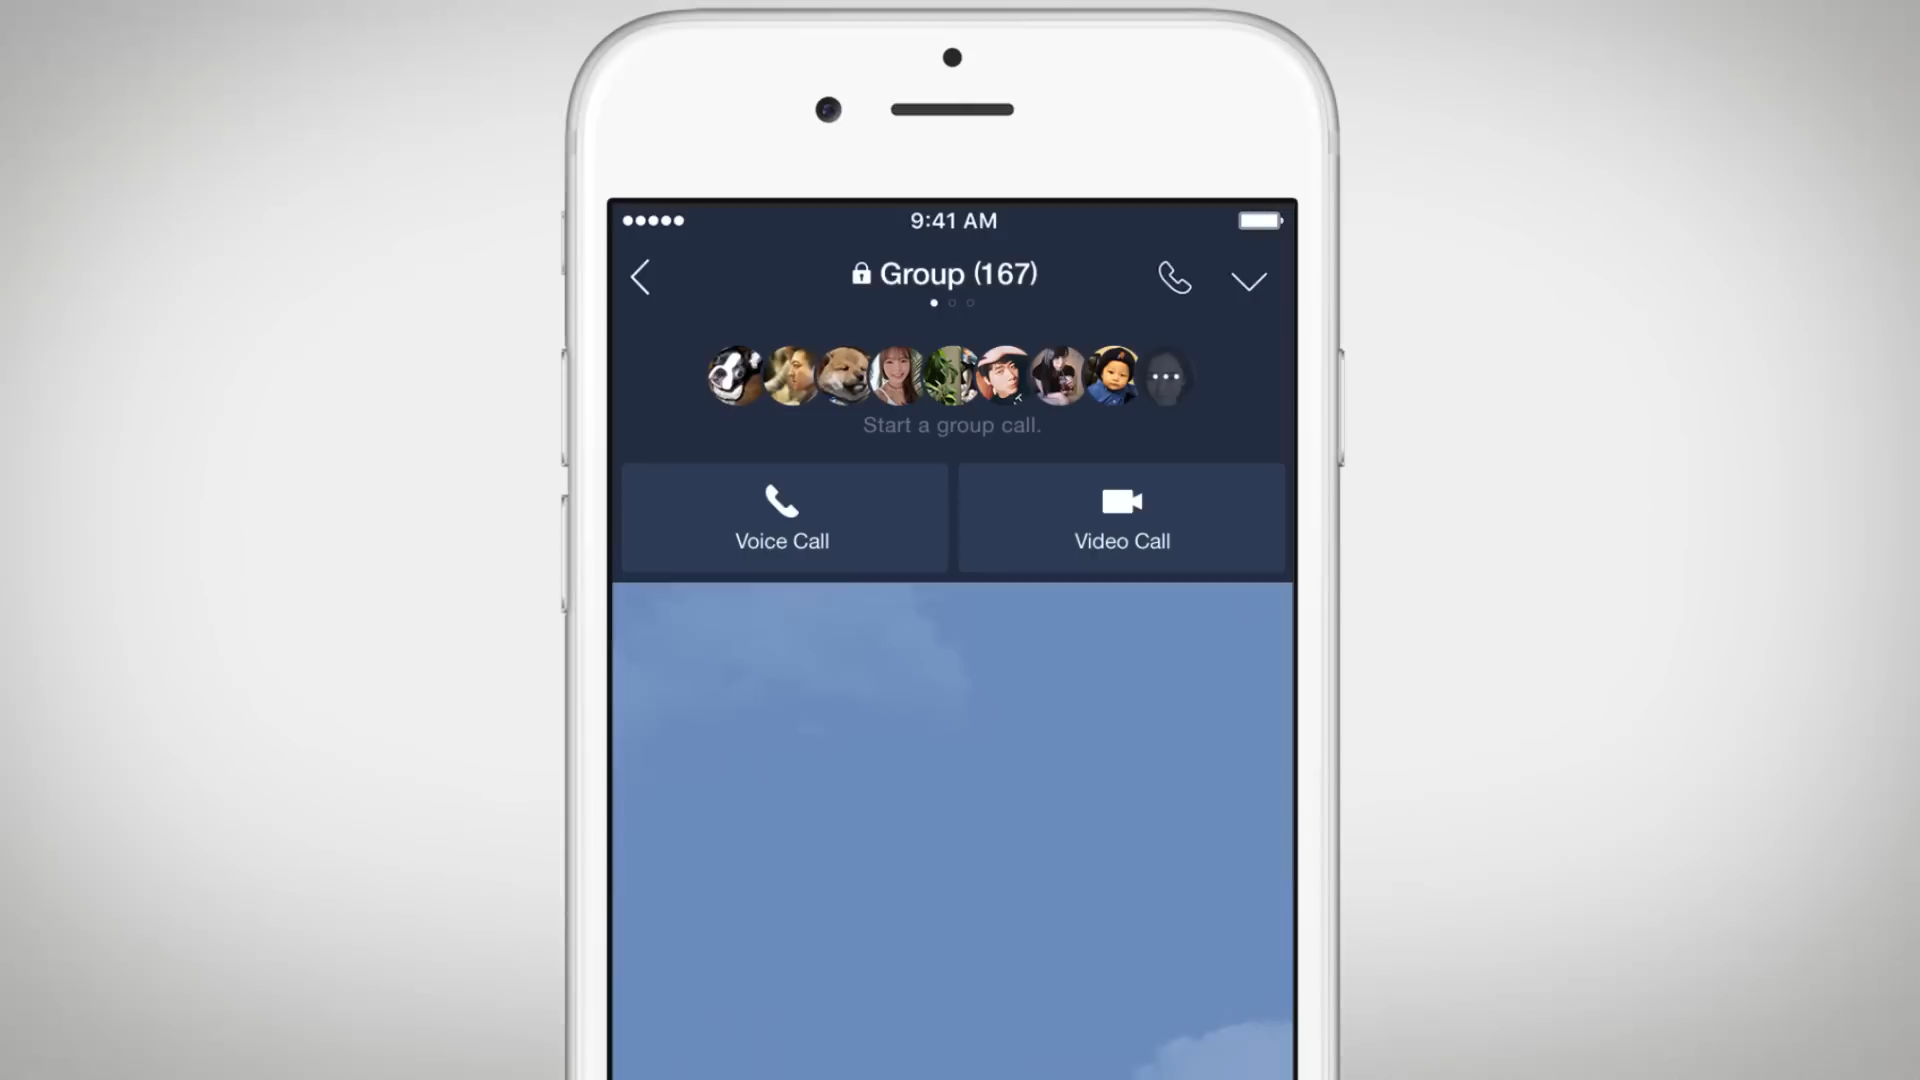 9:41 AM
Group (167)
Start a group call.
Voice Call
Video Call